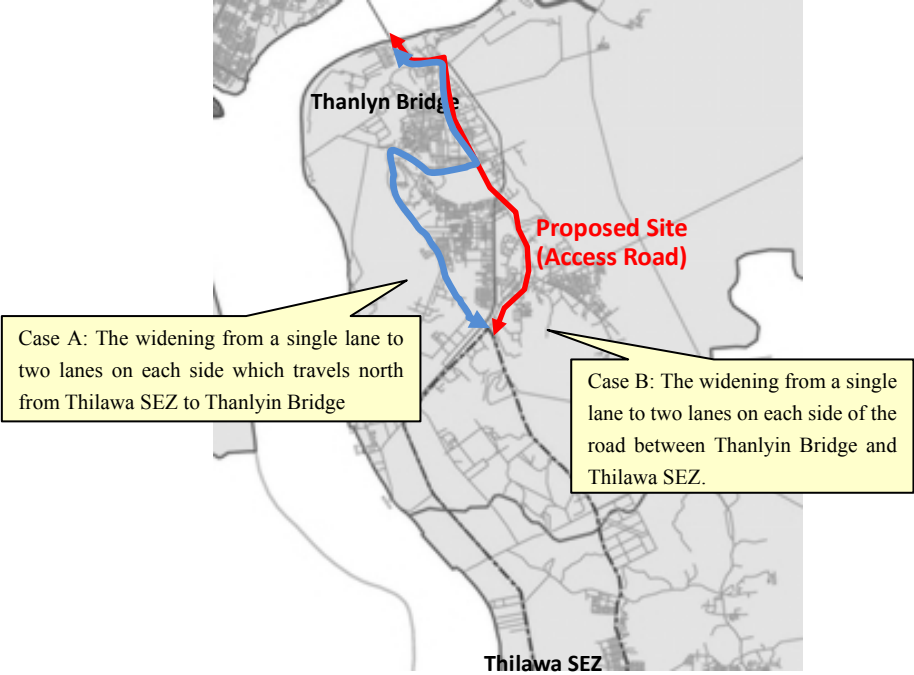 Thanlyn Bridge
Proposed Site
(Access Road)
Case A: The widening from a single lane to
two lanes on each side which travels north
from Thilawa SEZ to Thanlyin Bridge
Case B: The widening from a single
lane to two lanes on each side of the
road between Thanlyin Bridge and
Thilawa SEZ.
Thilawa SEZ